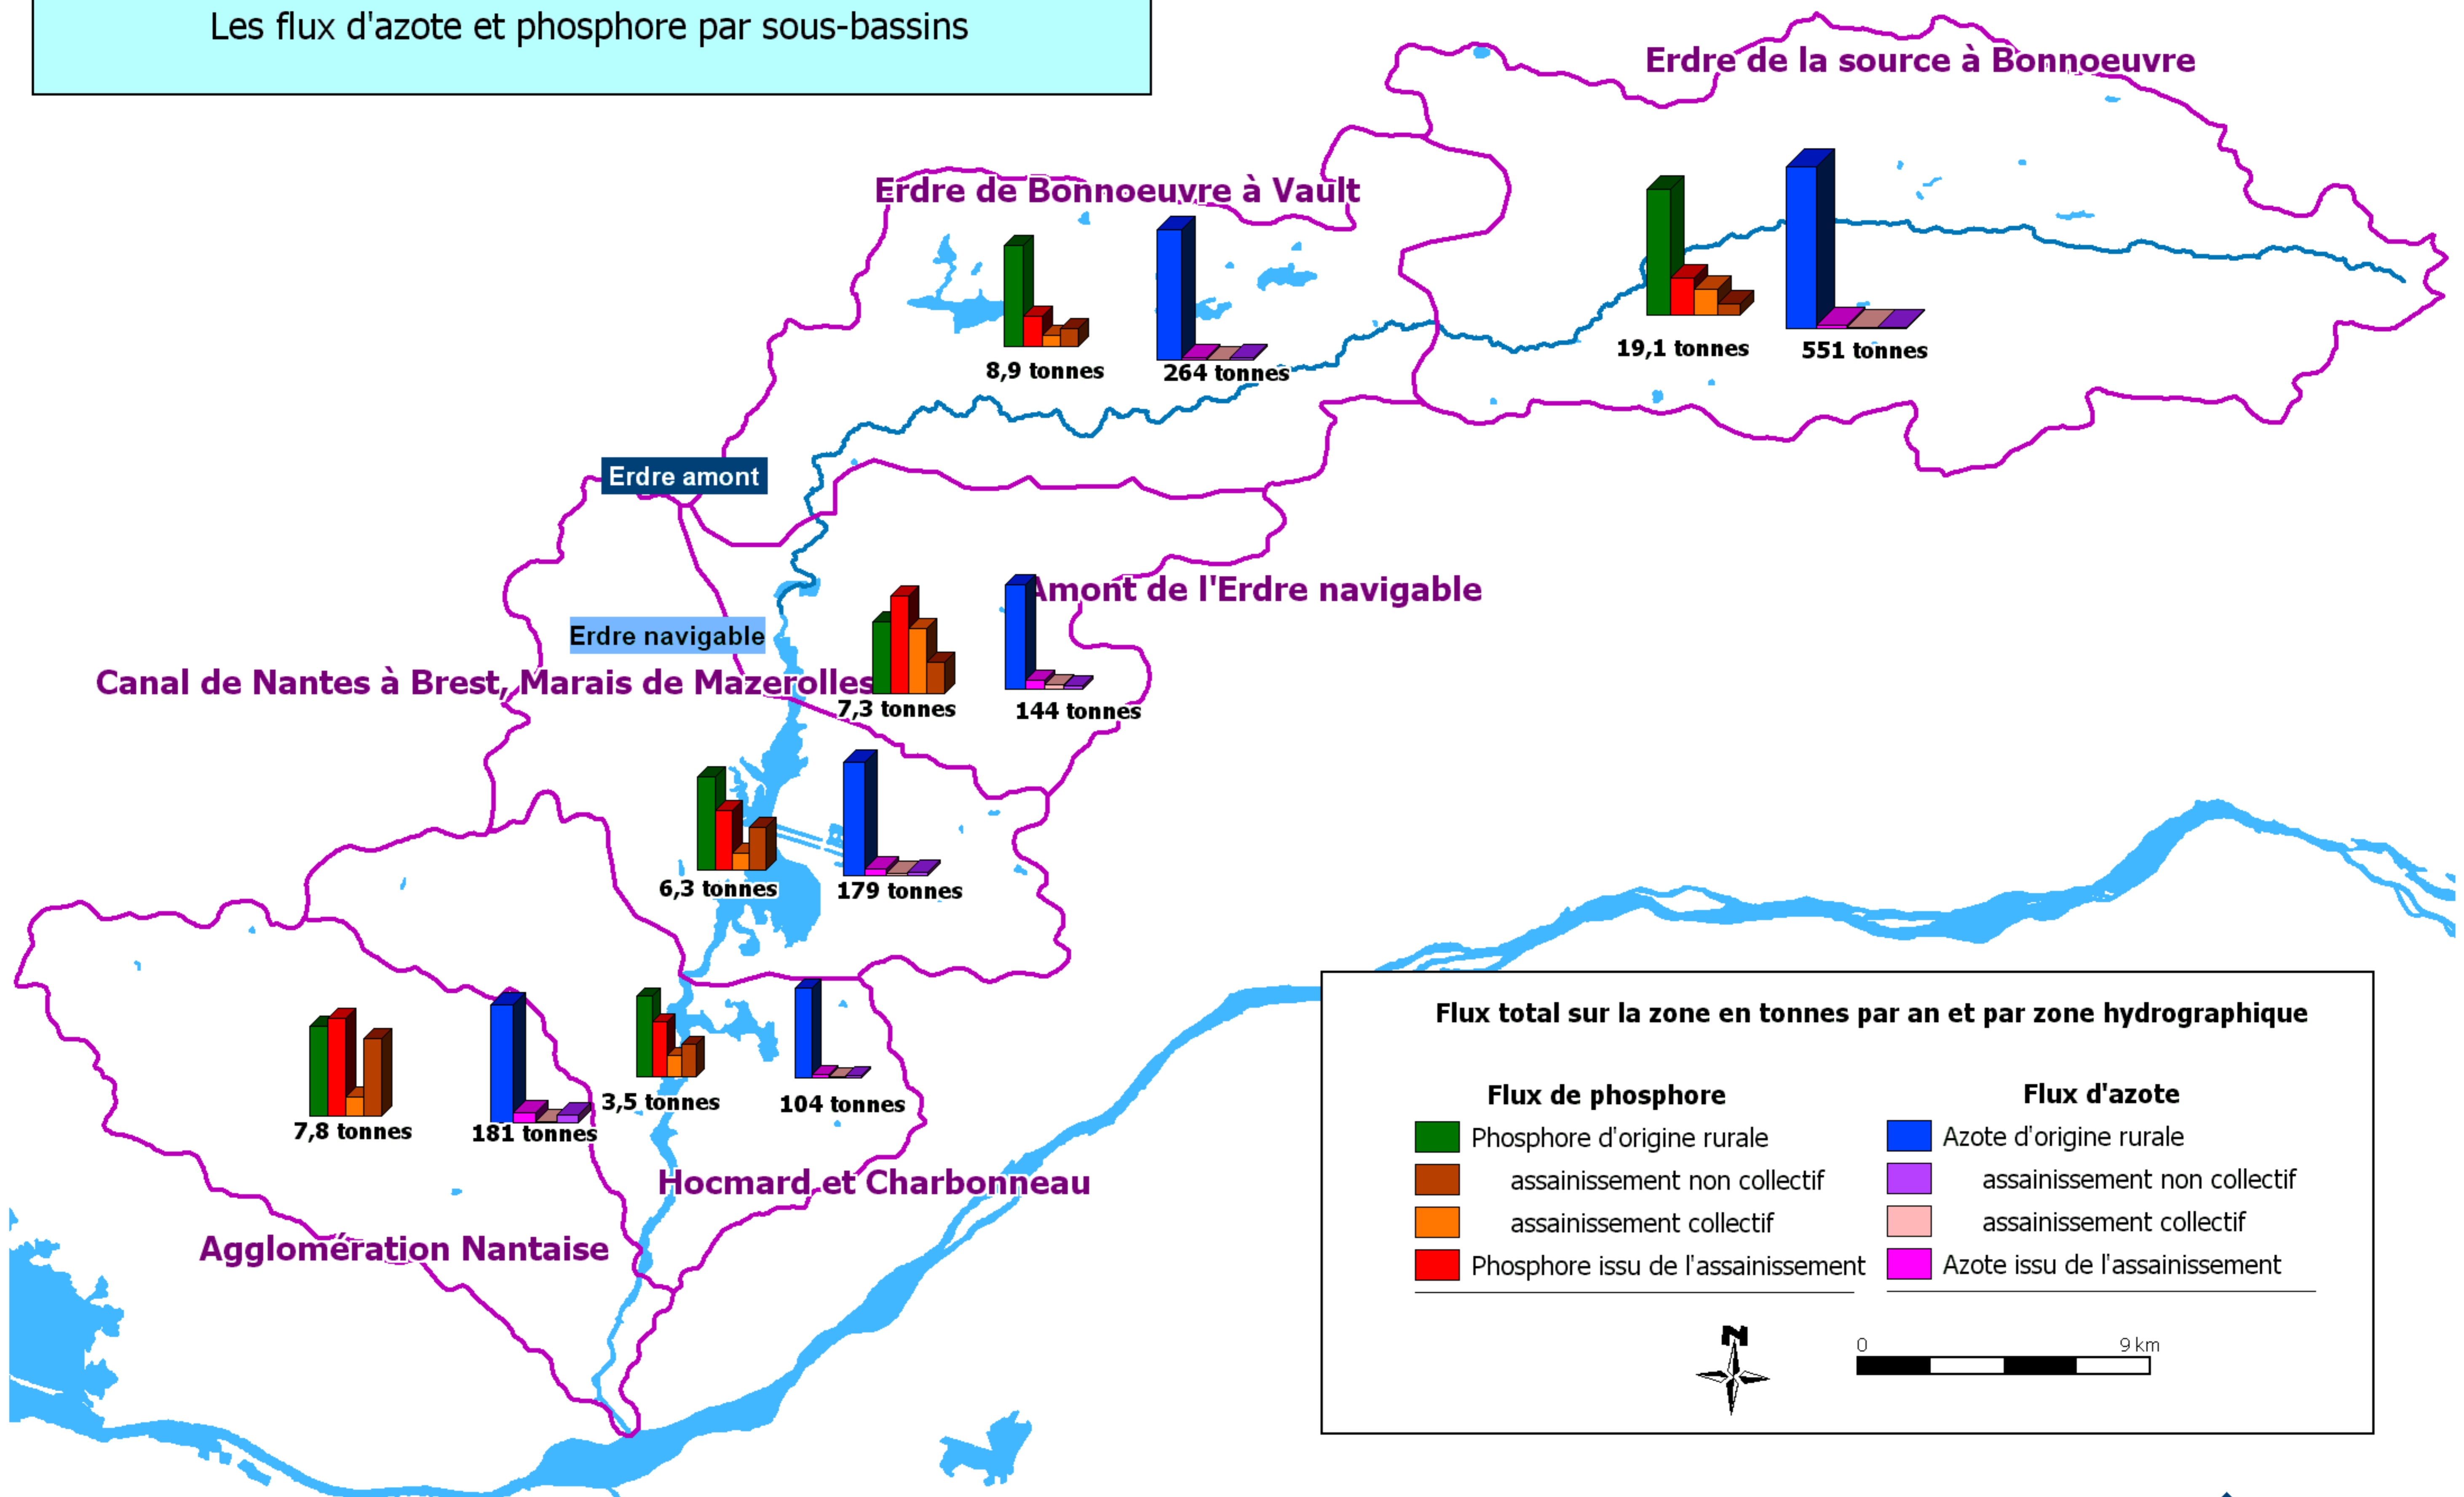 Les flux d'azote et phosphore par sous-bassins
Erdre de la source à Bonnoeuvre
Erdre de Bonnoeuvre à Vault
19,1 tonnes
551 tonnes
8,9 tonnes
264 tonnes
Erdre amont
Amont de l'Erdre navigable
Erdre navigable
Canal de Nantes à Brest, Marais de Mazerolles
7,3 tonnes
144 tonnes
6,3 tonnes
179 tonnes
3,5 tonnes
104 tonnes
7,8 tonnes
181 tonnes
Hocmard et Charbonneau
Agglomération Nantaise
Flux total sur la zone en tonnes par an et par zone hydrographique
Flux de phosphore
Phosphore d'origine rurale
assainissement non collectif
assainissement collectif
Phosphore issu de l'assainissement
Flux d'azote
Azote d'origine rurale
assainissement non collectif
assainissement collectif
Azote issu de l'assainissement
N
0 9 km